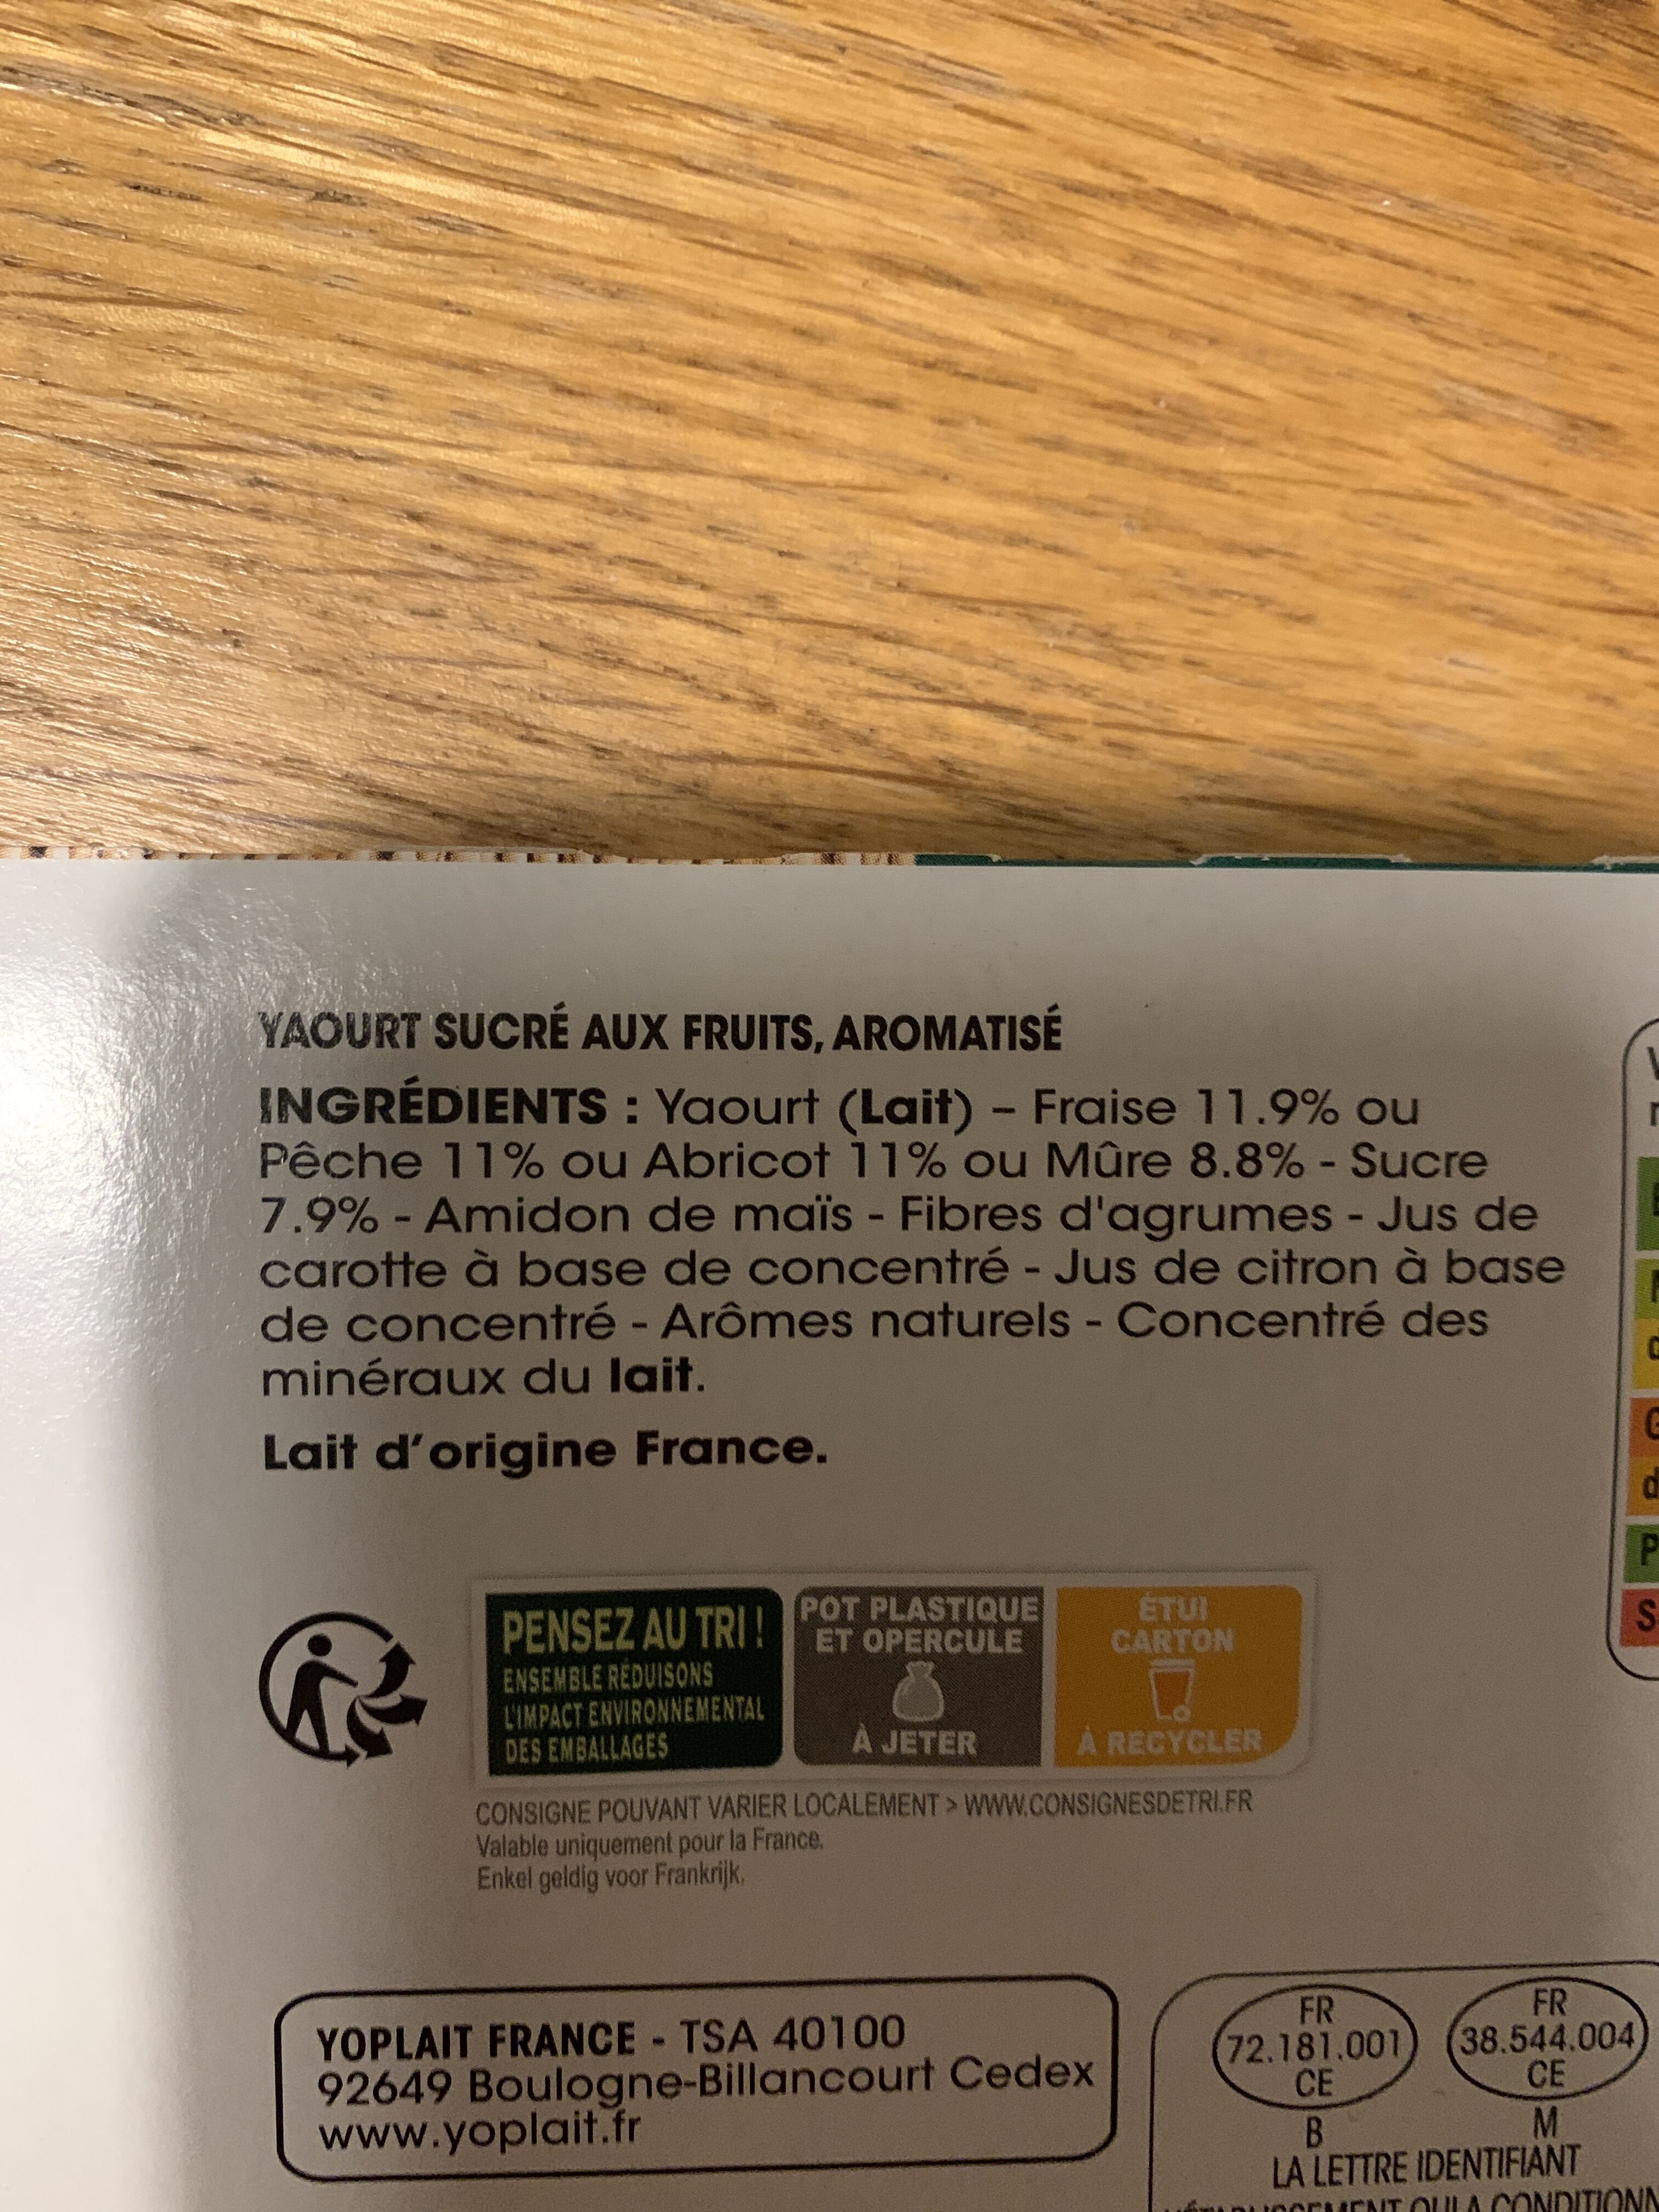 YAOURT SUCRÉ AUX FRUITS, AROMATISÉ
INGRÉDIENTS : Yaourt (Lait) – Fraise 11.9% ou
Pêche 11% ou Abricot 11% ou Mûre 8.8% - Sucre
7.9% - Amidon de maïs - Fibres d'agrumes - Jus de
carotte à base de concentré - Jus de citron à base
de concentré - Arômes naturels - Concentré des
minéraux du lait.
Lait d'origine France.
PENSEZ AU TRI !
ENSEMBLE RÉDUISONS
L'IMPACT ENVIRONNEMENTAL
DES EMBALLAGES
POT PLASTIQUE
ET OPERCULE
À JETER
ÉTUI
CARTON
À RECYCLER
CONSIGNE POUVANT VARIER LOCALEMENT > WWW.CONSIGNESDETRI.FR
Valable uniquement pour la France.
Enkel geldig voor Frankrijk.
YOPLAIT FRANCE - TSA 40100
92649 Boulogne-Billancourt Cedex
www.yoplait.fr
FR
72.181.001
CE
B
FR
38.544.004
CE
M
LA LETTRE IDENTIFIANT
L'ÉTABLISSEMENT QUI A CONDITIONN